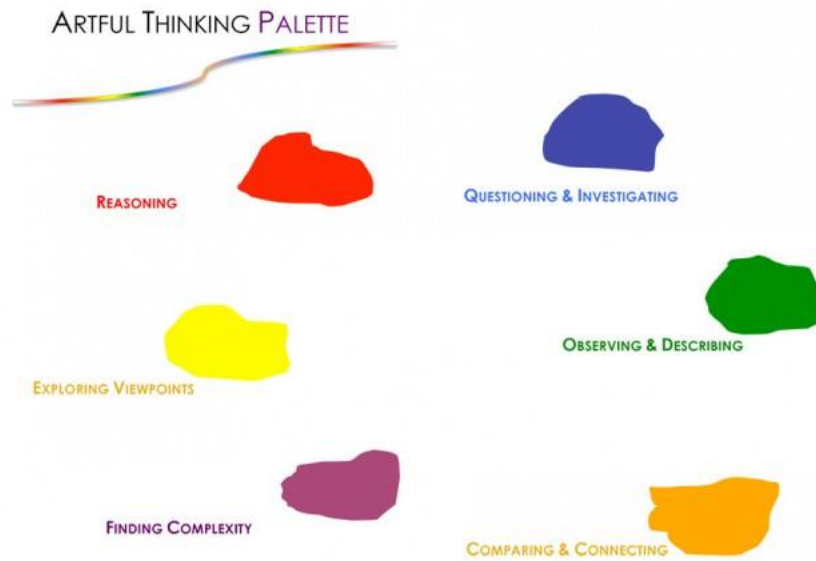 ARTFUL THINKING PALETTE
REASONING
QUESTIONING & INVESTIGATING
OBSERVING & DESCRIBING
EXPLORING VIEWPOINTS
FINDING COMPLEXITY
COMPARING & CONNECTING